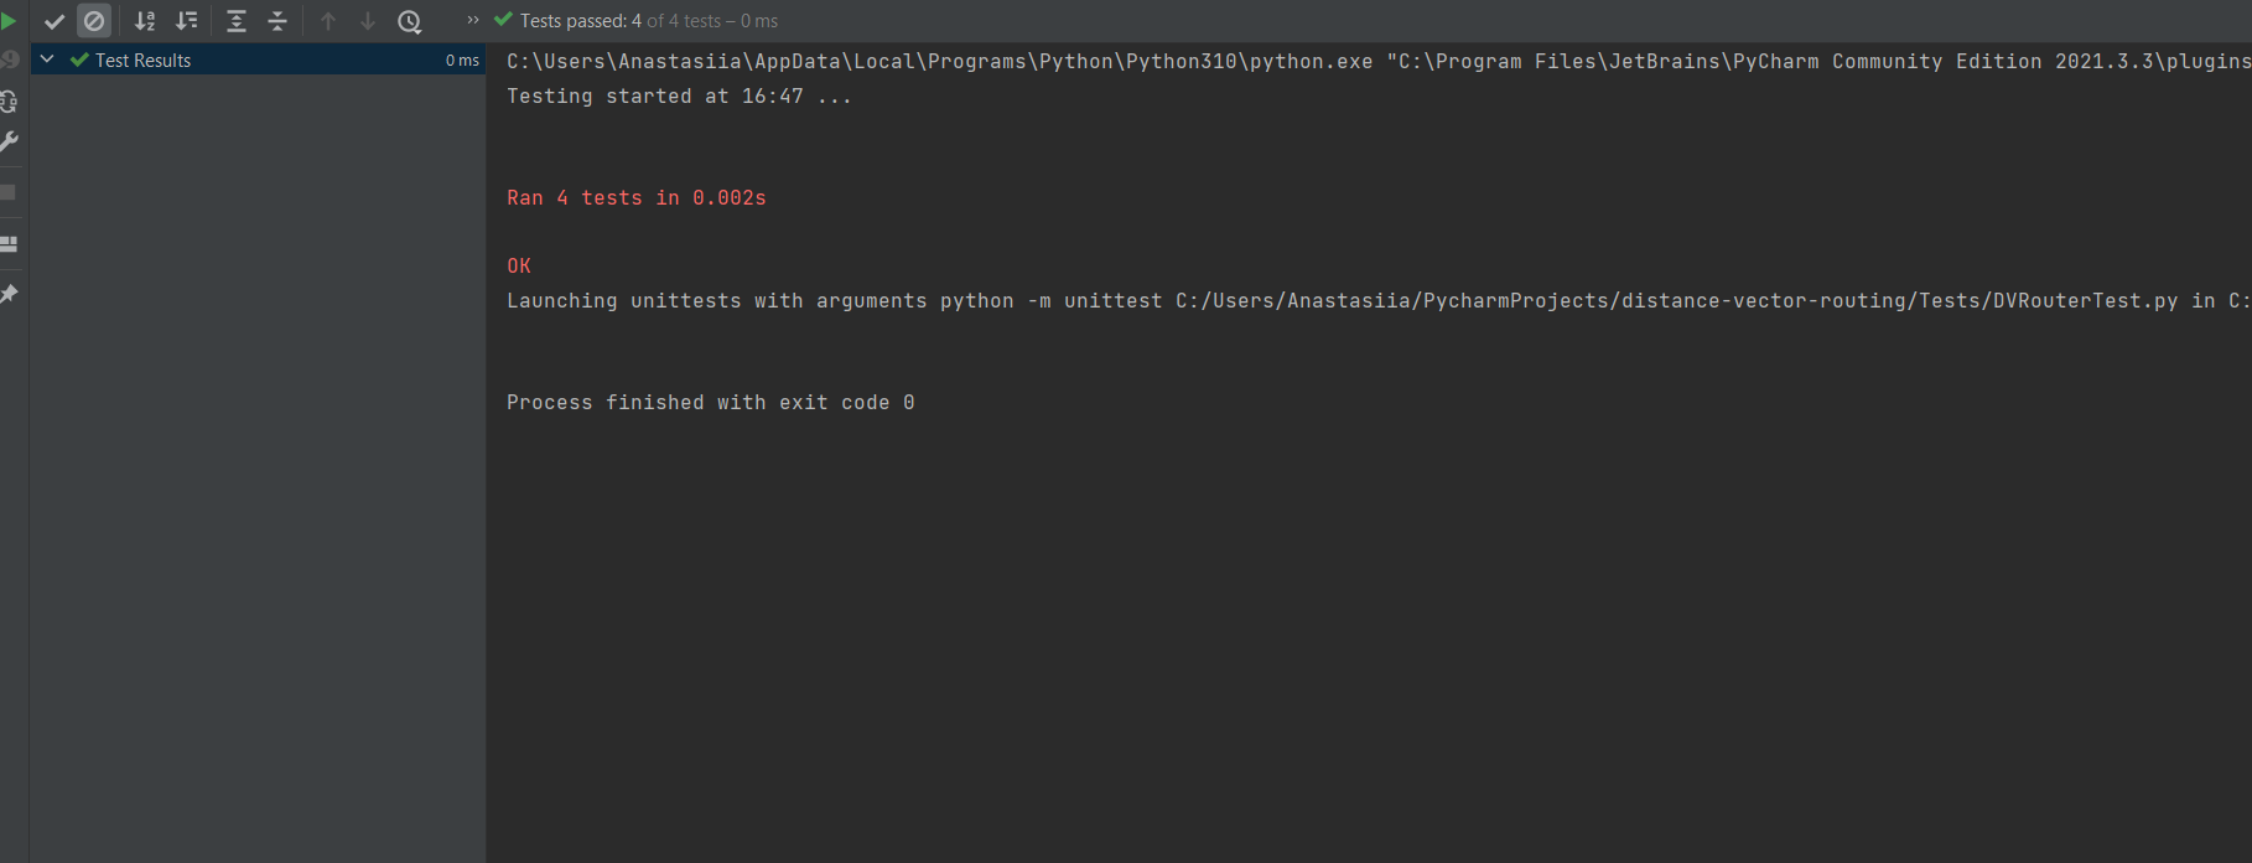 Tests passed: 4 of 4 tests – 0 ms
Test Results 0 ms
C:\Users\Anastasiia\AppData\Local\Programs\Python\Python310\python.exe "C:\Program Files\JetBrains\PyCharm Community Edition 2021.3.3\plugins
Testing started at 16:47 ...
Ran 4 tests in 0.002s
OK
Launching unittests with arguments python -m unittest C:/Users/Anastasiia/PycharmProjects/distance-vector-routing/Tests/DVRouterTest.py in C:
Process finished with exit code 0